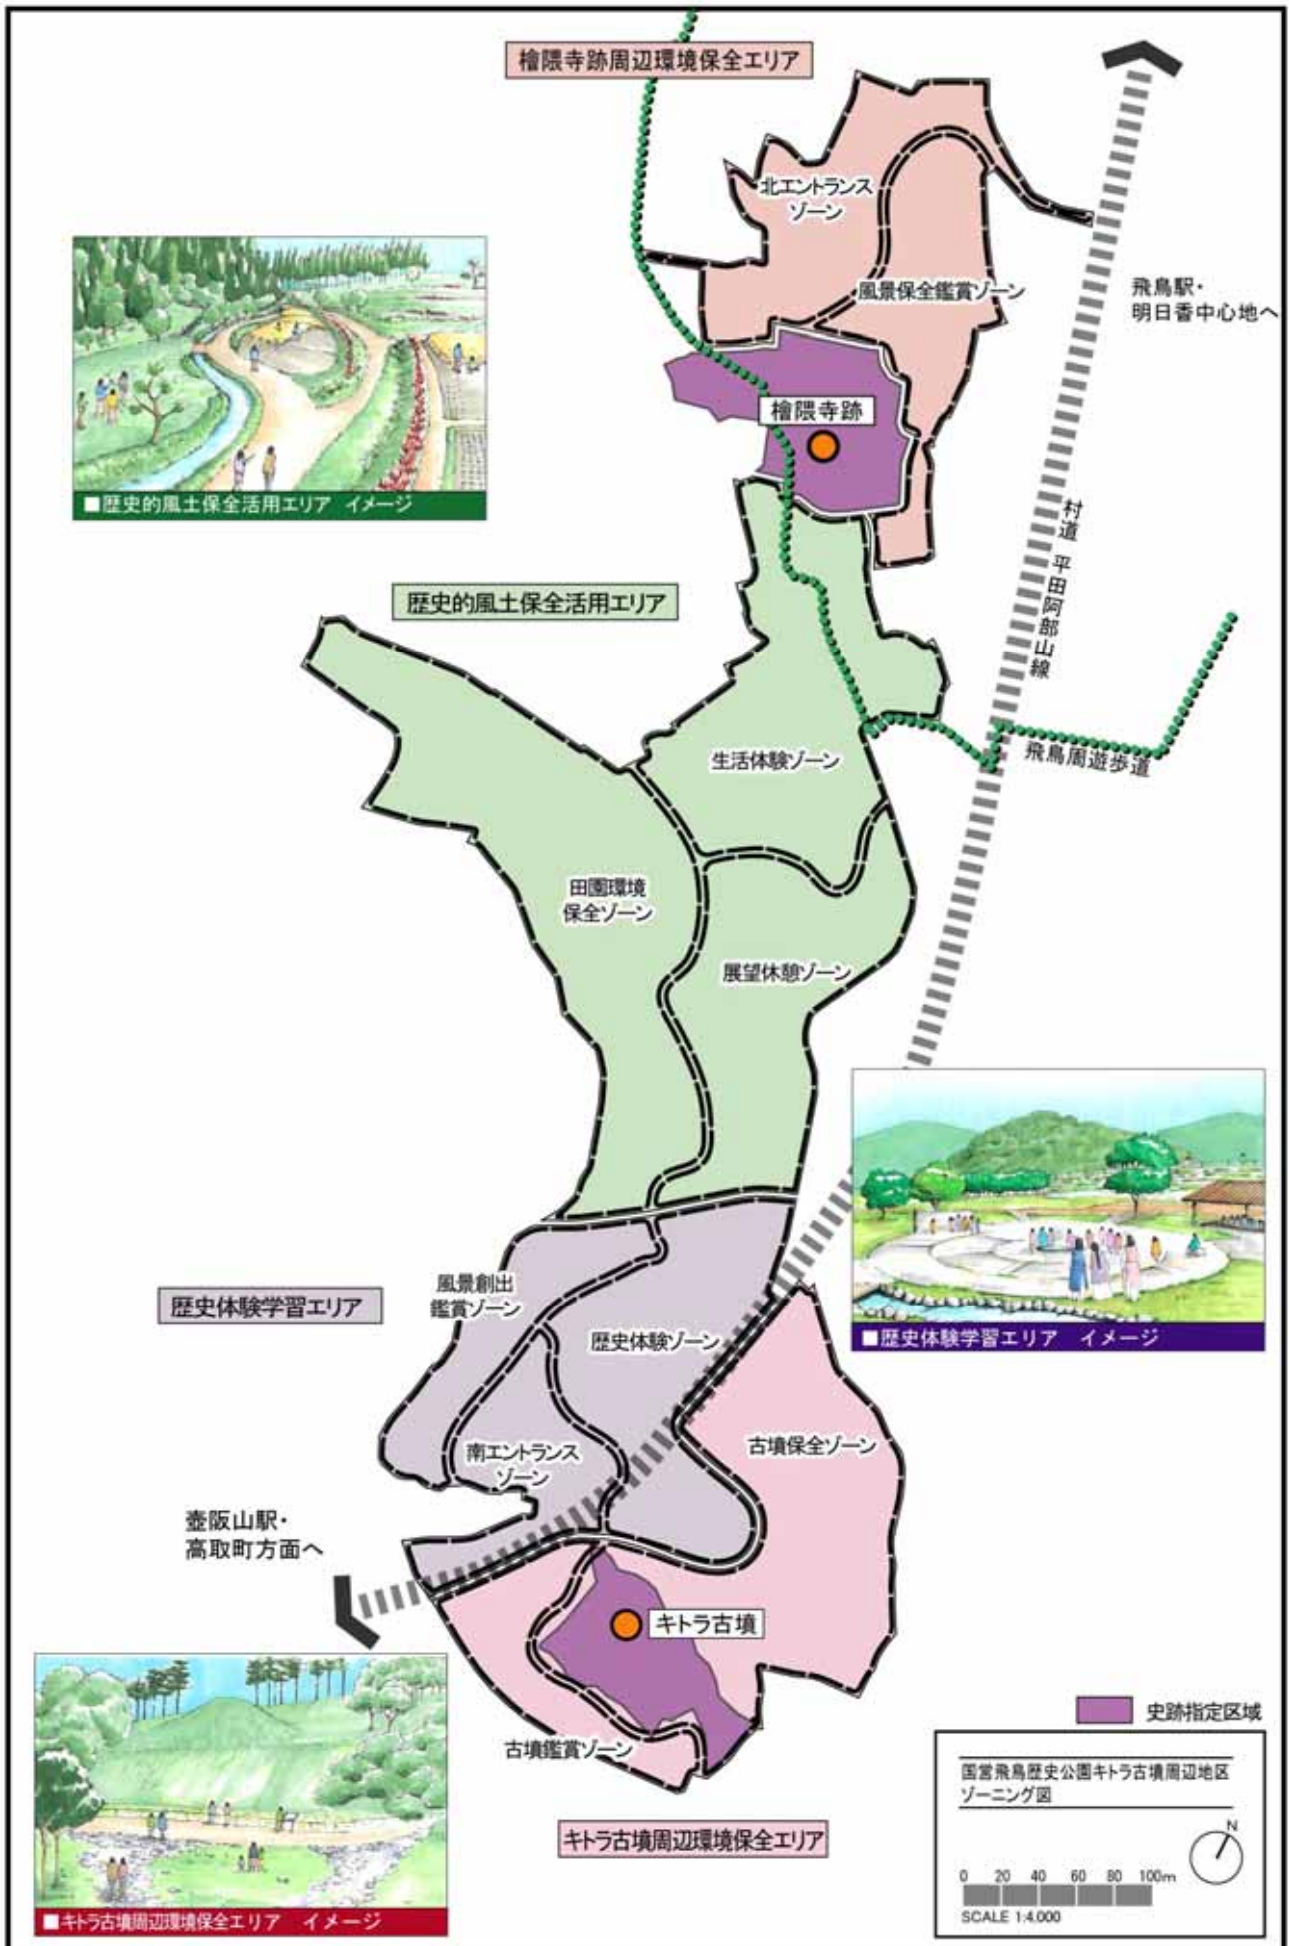 檜隈寺跡周辺環境保全エリア
北エントランス
ゾーン
風景保全鑑賞ゾーン
飛鳥駅・
明日香中心地へ
檜隈寺跡
■歴史的風土保全活用エリア イメージ
村道 平田阿部山線
歴史的風土保全活用エリア
生活体験ゾーン
飛鳥周遊歩道
田園環境
保全ゾーン
展望休憩ゾーン
風景創出
鑑賞ゾーン
歴史体験学習エリア
歴史体験ゾーン
■歴史体験学習エリア イメージ
古墳保全ゾーン
南エントランス
ゾーン
壺阪山駅・
高取町方面へ
キトラ古墳
古墳鑑賞ゾーン
キトラ古墳周辺環境保全エリア
■キトラ古墳周辺環境保全エリア イメージ
史跡指定区域
国営飛鳥歴史公園キトラ古墳周辺地区
ゾーニング図
N
0 20 40 60 80 100m
SCALE 1:4.000